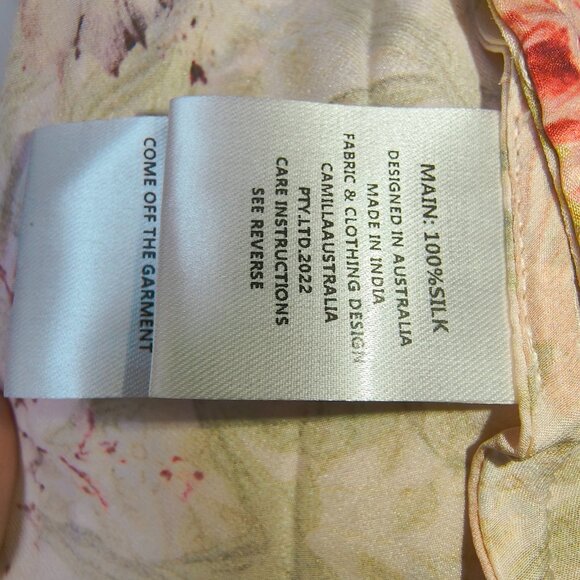 MAIN: 100%SILK
DESIGNED IN AUSTRALIA
MADE IN INDIA
FABRIC & CLOTHING DESIGN
CAMILLAAUSTRALIA
PTY.LTD.2022
CARE INSTRUCTIONS
SEE REVERSE
COME OFF THE GARMENT